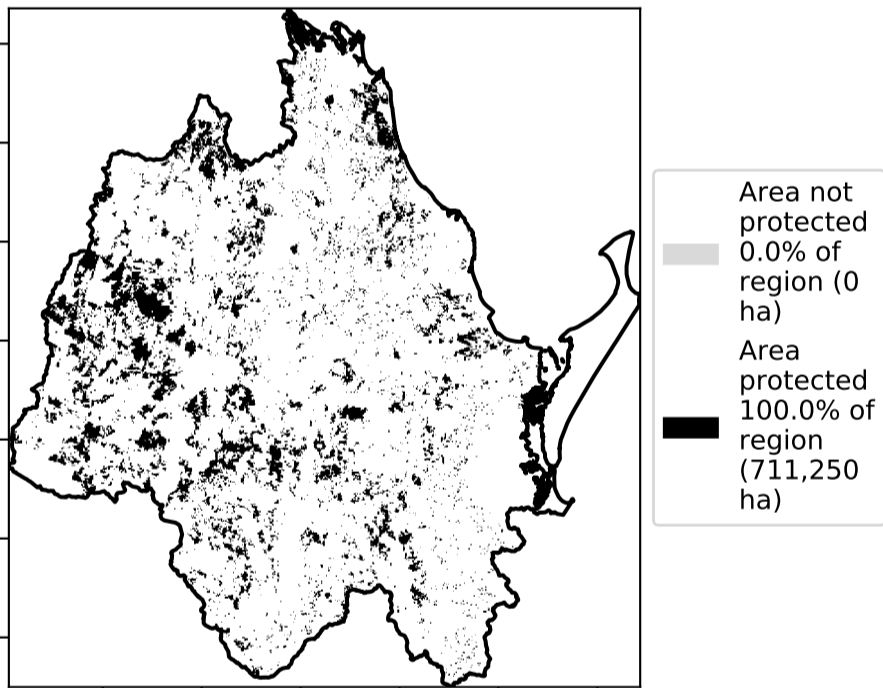 Area not
protected
0.0% of
region (0
ha)
Area
protected
100.0% of
region
(711,250
ha)